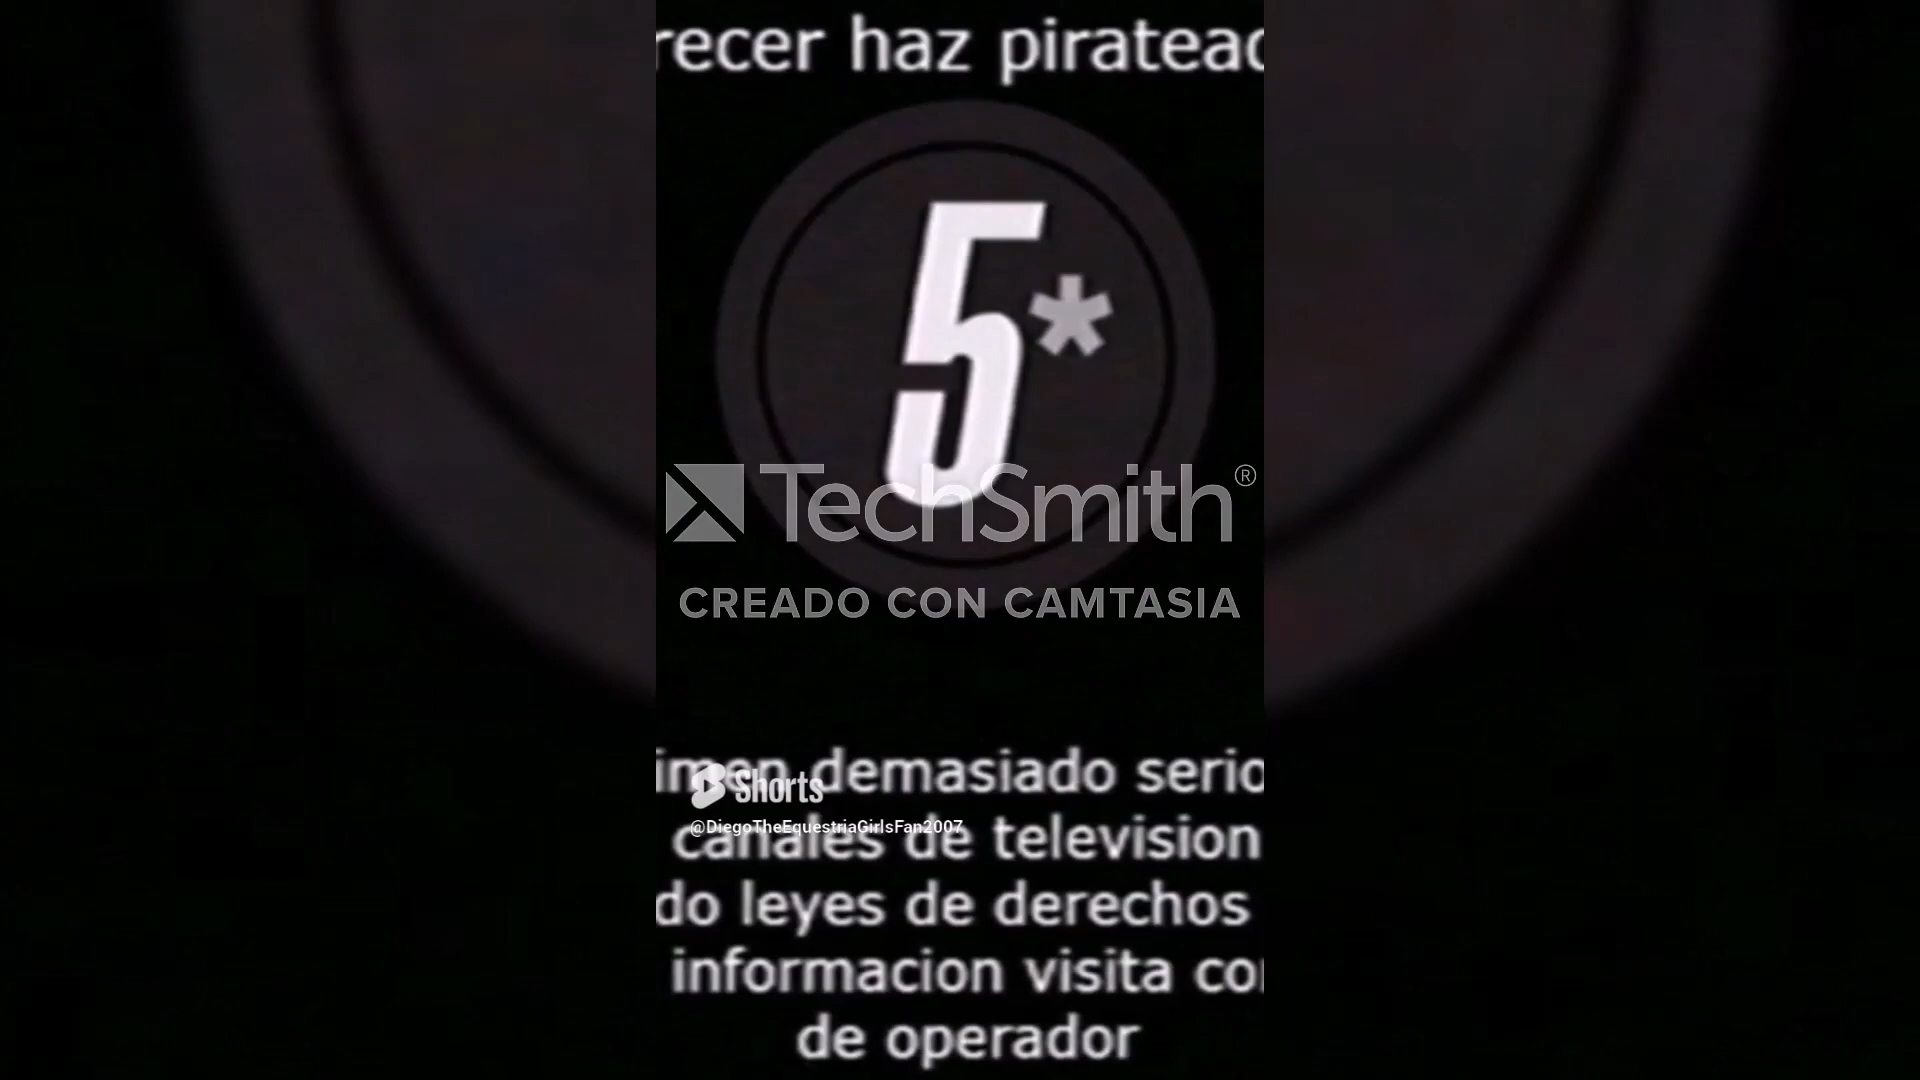 recer haz piratead
5*
TechSmith®
CREADO CON CAMTASIA
imen demasiado serio
Shorts
@DiegoTheEquestriaGirlsFan2007
canales de television
do leyes de derechos
informacion visita con
de operador